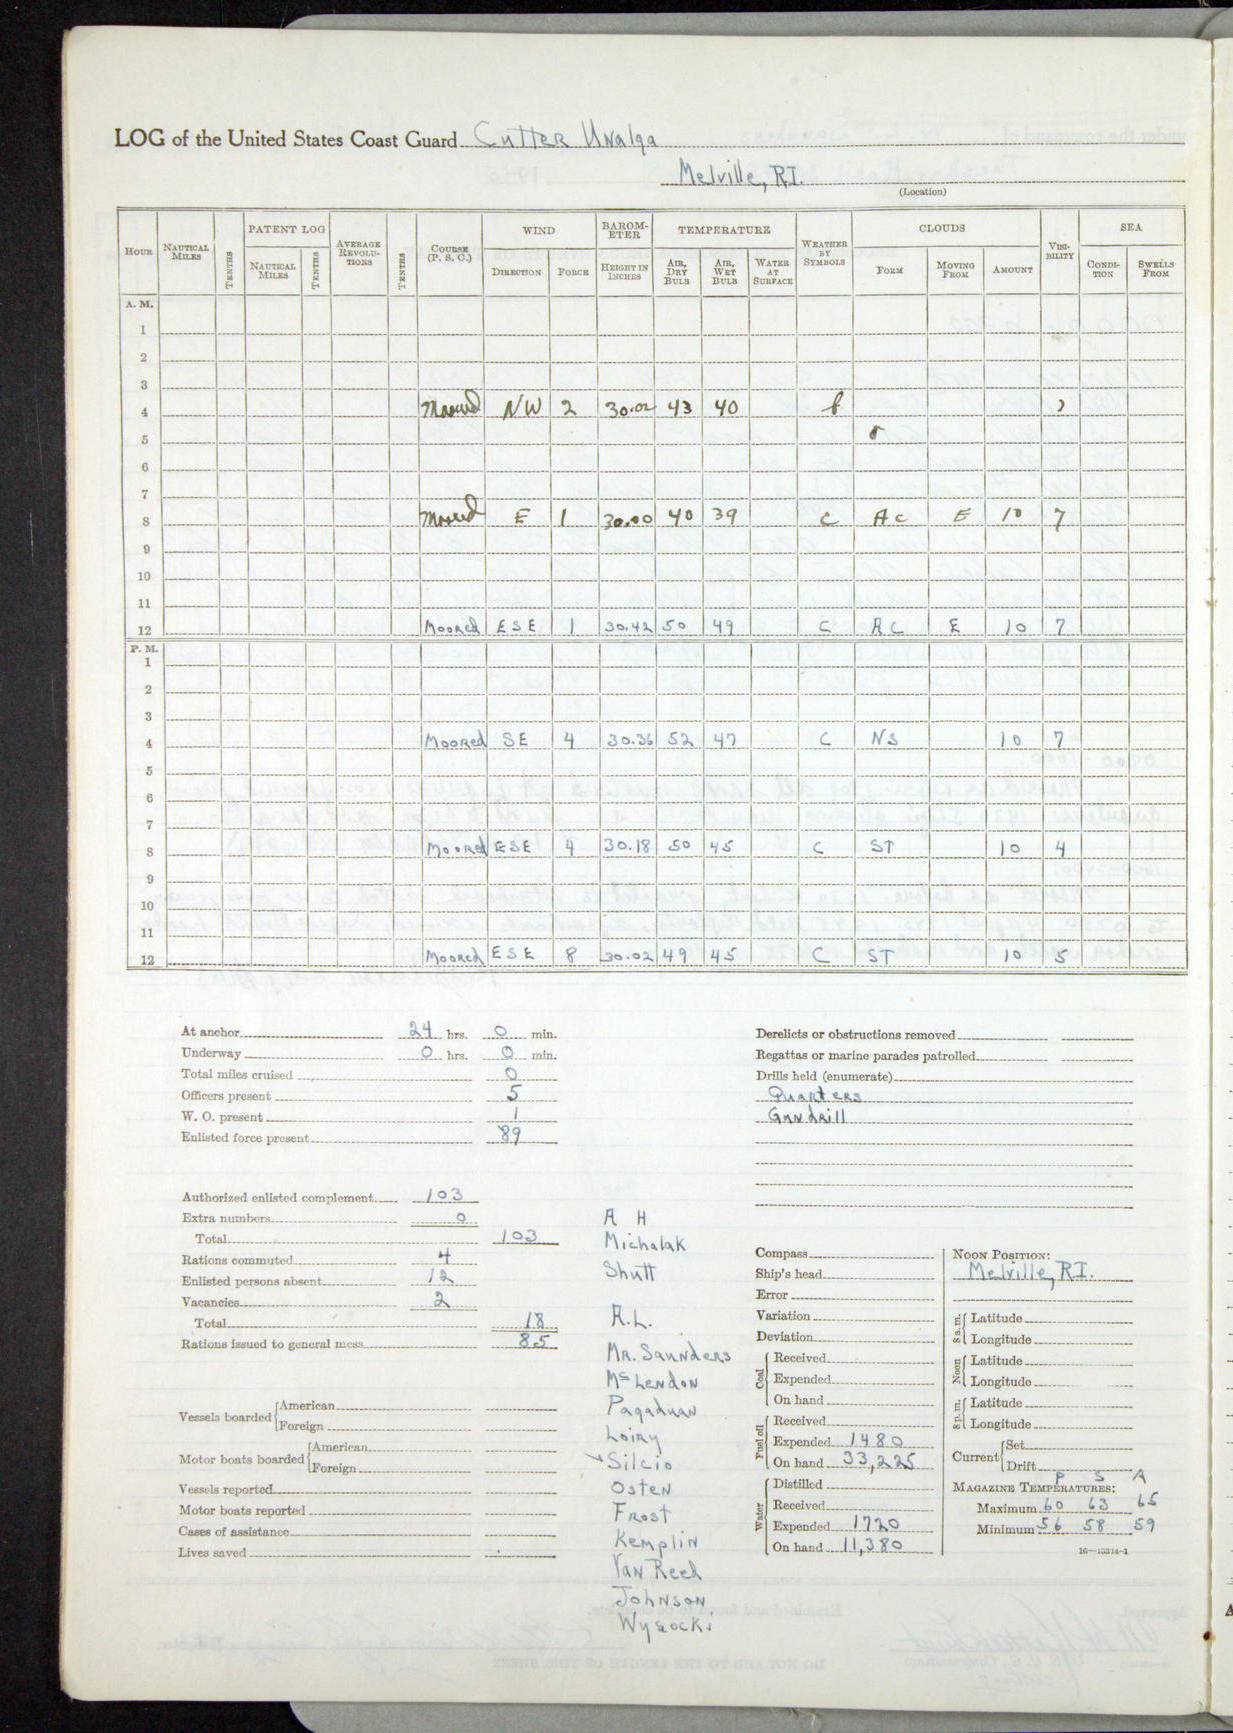 LOG of the United States Coast Guard Cutter Unalga
Melville, R.I.
(Location)
HOUR NAUTICAL MILES TENTHS PATENT LOG NAUTICAL MILES TENTHS AVERAGE REVOLUTIONS TENTHS COURSE (P. S. C.) WIND DIRECTION FORCE BAROMETER HEIGHT IN INCHES TEMPERATURE AIR, DRY BULB AIR, WET BULB WATER AT SURFACE WEATHER BY SYMBOLS CLOUDS FORM MOVING FROM AMOUNT VISIBILITY SEA CONDITION SWELLS FROM
A. M.
1
2
3
4 Moored NW 2 30.02 43 40 b
5
6
7
8 Moored E 1 30.00 40 39 C AC E 10 7
9
10
11
12 Moored ESE 1 30.42 50 49 C AC E 10 7
P. M.
1
2
3
4 Moored SE 4 30.36 52 47 C NS 10 7
5
6
7
8 Moored ESE 4 30.18 50 45 C ST 10 4
9
10
11
12 Moored ESE 8 30.02 49 45 C ST 10 5
At anchor 24 hrs. 0 min.
Underway 0 hrs. 0 min.
Total miles cruised 0
Officers present 5
W. O. present 1
Enlisted force present 89
Authorized enlisted complement 103
Extra numbers 0
Total 103
Rations commuted 4
Enlisted persons absent 12
Vacancies 2
Total 18
Rations issued to general mess 85
Vessels boarded American
Foreign
Motor boats boarded American
Foreign
Vessels reported
Motor boats reported
Cases of assistance
Lives saved
A H
Michalak
Shutt
A.L.
Mr. Saunders
McLendon
Pagaduan
Loiry
Silcio
Osten
Frost
Kemplin
Van Reed
Johnson
Wysocki
Derelicts or obstructions removed
Regattas or marine parades patrolled
Drills held (enumerate)
Quarters
Gundrill
Compass
Ship's head
Error
Variation
Deviation
Coal Received
Expended
On hand
Fuel oil Received
Expended 1480
On hand 33,225
Water Distilled
Received
Expended 1720
On hand 11,380
NOON POSITION:
Melville, R.I.
8 a. m. Latitude
Longitude
Noon Latitude
Longitude
8 p. m. Latitude
Longitude
Current Set
Drift
P S A
MAGAZINE TEMPERATURES:
Maximum 60 63 65
Minimum 56 58 59
16—13314-1